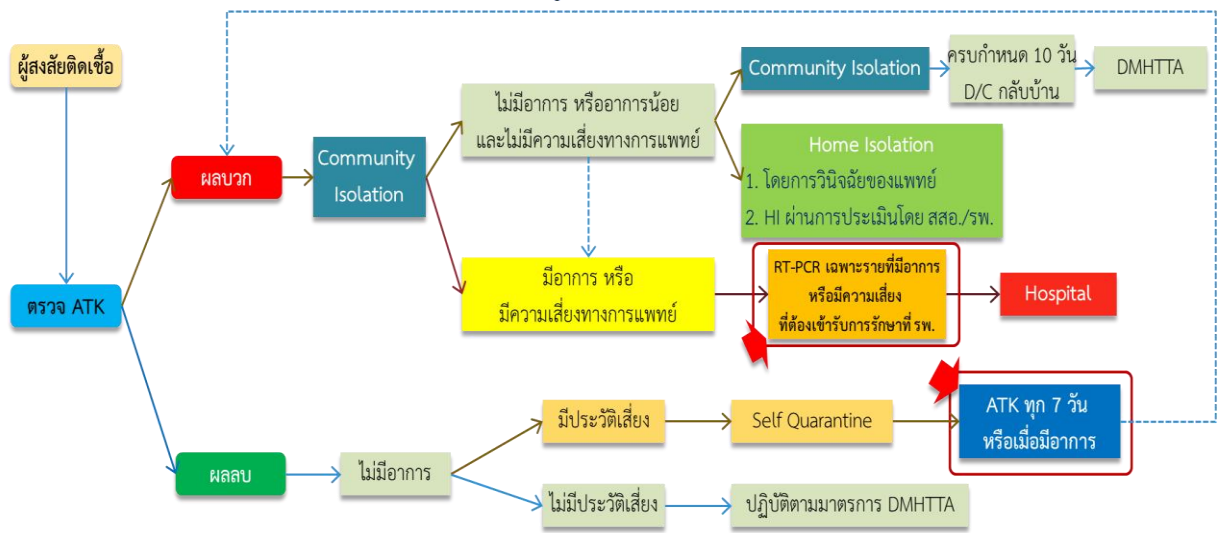 ผู้สงสัยติดเชื้อ
ตรวจ ATK
ผลบวก
Community
Isolation
ไม่มีอาการ หรืออาการน้อย
และไม่มีความเสี่ยงทางการแพทย์
Community Isolation
ครบกำหนด 10 วัน
D/C กลับบ้าน
DMHTTA
Home Isolation
1. โดยการวินิจฉัยของแพทย์
2. HI ผ่านการประเมินโดย สสอ./รพ.
มีอาการ หรือ
มีความเสี่ยงทางการแพทย์
RT-PCR เฉพาะรายที่มีอาการ
หรือมีความเสี่ยง
ที่ต้องเข้ารับการรักษาที่ รพ.
Hospital
ผลลบ
ไม่มีอาการ
มีประวัติเสี่ยง
Self Quarantine
ATK ทุก 7 วัน
หรือเมื่อมีอาการ
ไม่มีประวัติเสี่ยง
ปฏิบัติตามมาตรการ DMHTTA